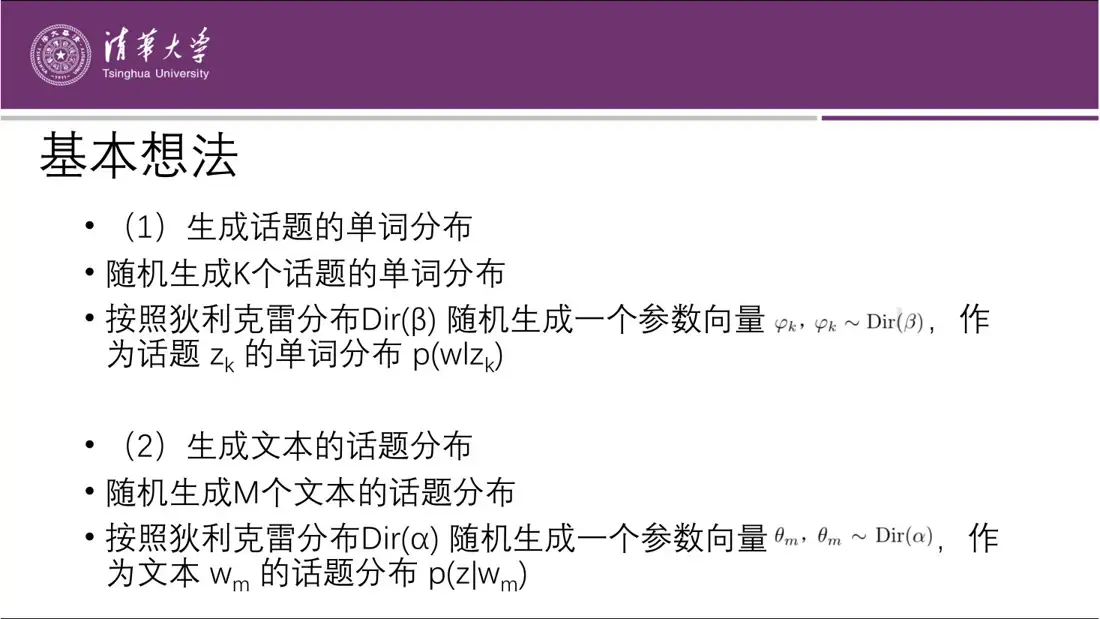 清华大学
Tsinghua University
基本想法
• （1）生成话题的单词分布
• 随机生成K个话题的单词分布
• 按照狄利克雷分布Dir(β) 随机生成一个参数向量 φₖ，φₖ ∼ Dir(β)，作
为话题 zₖ 的单词分布 p(w|zₖ)
• （2）生成文本的话题分布
• 随机生成M个文本的话题分布
• 按照狄利克雷分布Dir(α) 随机生成一个参数向量 θₘ，θₘ ∼ Dir(α)，作
为文本 wₘ 的话题分布 p(z|wₘ)